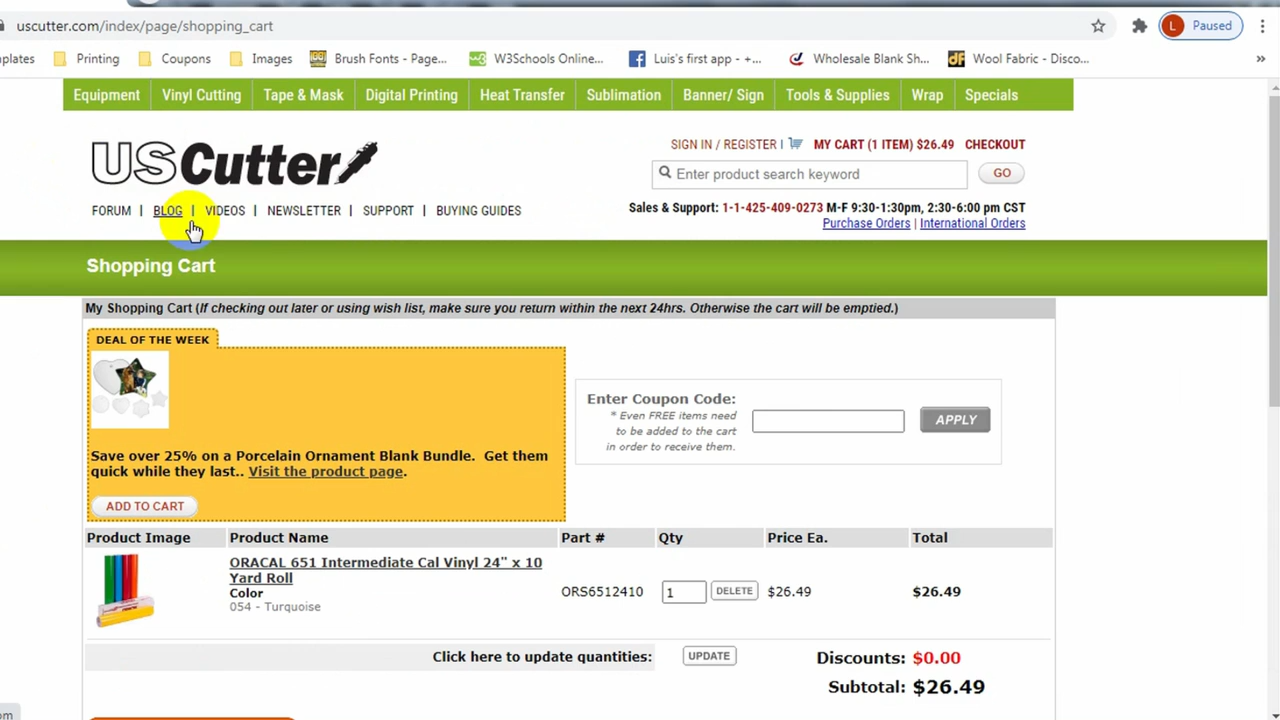 uscutter.com/index/page/shopping_cart
L Paused
plates Printing Coupons Images Brush Fonts - Page... W3Schools Online... Luis's first app - +... Wholesale Blank Sh... Wool Fabric - Disco... »
Equipment Vinyl Cutting Tape & Mask Digital Printing Heat Transfer Sublimation Banner/ Sign Tools & Supplies Wrap Specials
USCutter
SIGN IN / REGISTER | MY CART (1 ITEM) $26.49 CHECKOUT
Enter product search keyword GO
FORUM | BLOG | VIDEOS | NEWSLETTER | SUPPORT | BUYING GUIDES
Sales & Support: 1-1-425-409-0273 M-F 9:30-1:30pm, 2:30-6:00 pm CST
Purchase Orders | International Orders
Shopping Cart
My Shopping Cart (If checking out later or using wish list, make sure you return within the next 24hrs. Otherwise the cart will be emptied.)
DEAL OF THE WEEK
Save over 25% on a Porcelain Ornament Blank Bundle. Get them
quick while they last.. Visit the product page.
ADD TO CART
Enter Coupon Code:
* Even FREE items need
to be added to the cart
in order to receive them.
APPLY
Product Image Product Name Part # Qty Price Ea. Total
ORACAL 651 Intermediate Cal Vinyl 24" x 10
Yard Roll
Color
054 - Turquoise
ORS6512410 1 DELETE $26.49 $26.49
Click here to update quantities: UPDATE Discounts: $0.00
Subtotal: $26.49
om